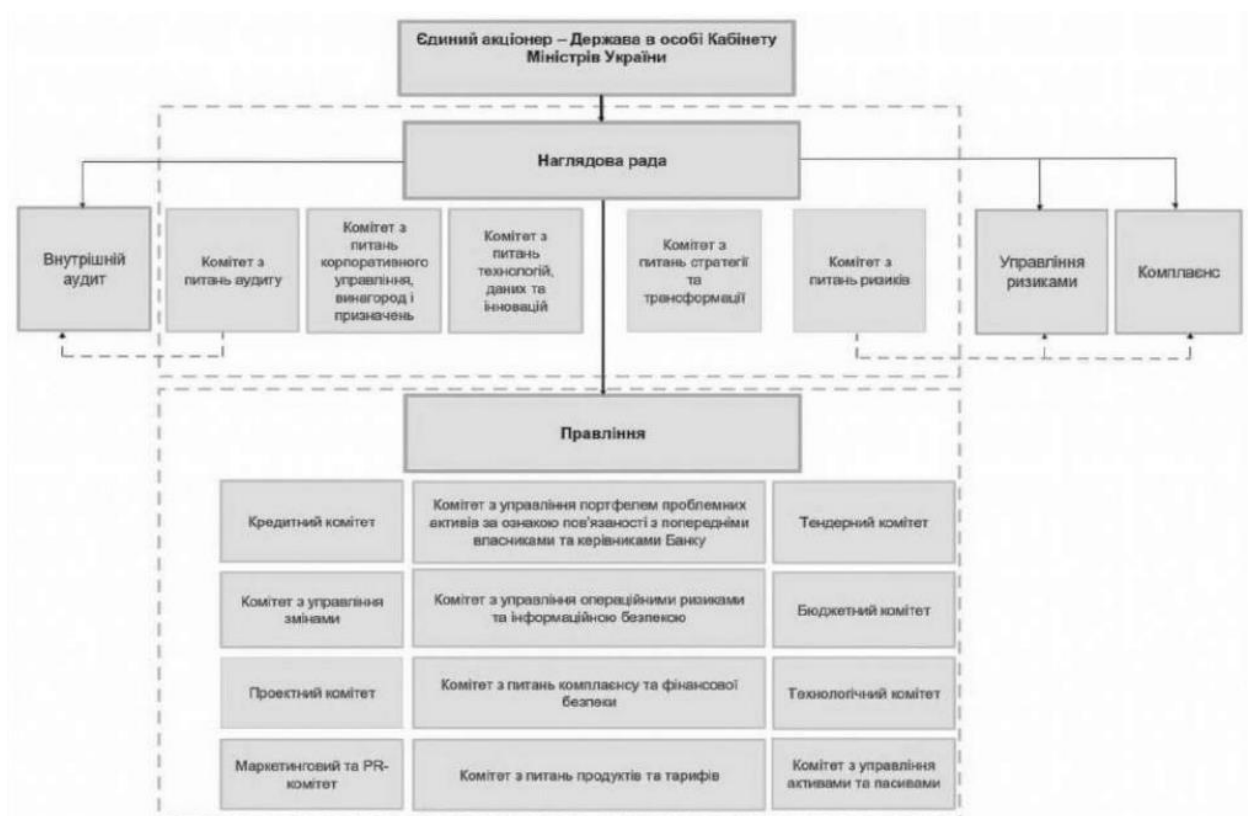 Єдиний акціонер – Держава в особі Кабінету
Міністрів України
Наглядова рада
Внутрішній
аудит
Комітет з
питань аудиту
Комітет з
питань
корпоративного
управління,
винагород і
призначень
Комітет з
питань
технологій,
даних та
інновацій
Комітет з
питань стратегії
та
трансформації
Комітет з
питань ризиків
Управління
ризиками
Комплаєнс
Правління
Кредитний комітет
Комітет з управління портфелем проблемних
активів за ознакою пов'язаності з попередніми
власниками та керівниками Банку
Тендерний комітет
Комітет з управління
змінами
Комітет з управління операційними ризиками
та інформаційною безпекою
Бюджетний комітет
Проектний комітет
Комітет з питань комплаєнсу та фінансової
безпеки
Технологічний комітет
Маркетинговий та PR-
комітет
Комітет з питань продуктів та тарифів
Комітет з управління
активами та пасивами